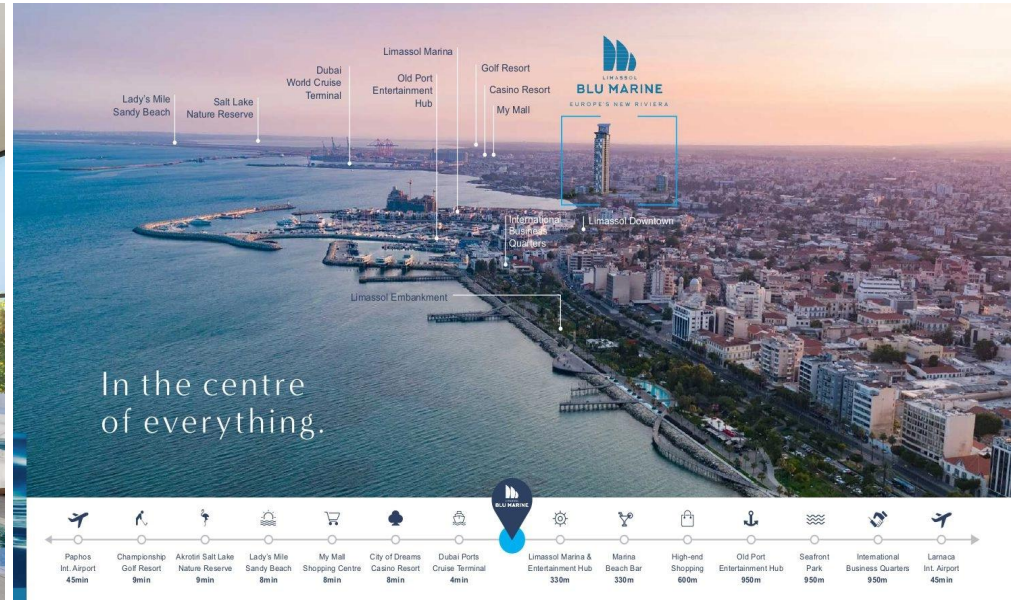 Limassol Marina
Dubai
World Cruise
Terminal
Old Port
Entertainment
Hub
Golf Resort
Casino Resort
My Mall
Lady's Mile
Sandy Beach
Salt Lake
Nature Reserve
LIMASSOL
BLU MARINE
EUROPE'S NEW RIVIERA
International
Business
Quarters
Limassol Downtown
Limassol Embankment
In the centre
of everything.
BLU MARINE
Paphos
Int. Airport
45min
Championship
Golf Resort
9min
Akrotiri Salt Lake
Nature Reserve
9min
Lady's Mile
Sandy Beach
8min
My Mall
Shopping Centre
8min
City of Dreams
Casino Resort
8min
Dubai Ports
Cruise Terminal
4min
Limassol Marina &
Entertainment Hub
330m
Marina
Beach Bar
330m
High-end
Shopping
600m
Old Port
Entertainment Hub
950m
Seafront
Park
950m
International
Business Quarters
950m
Larnaca
Int. Airport
45min